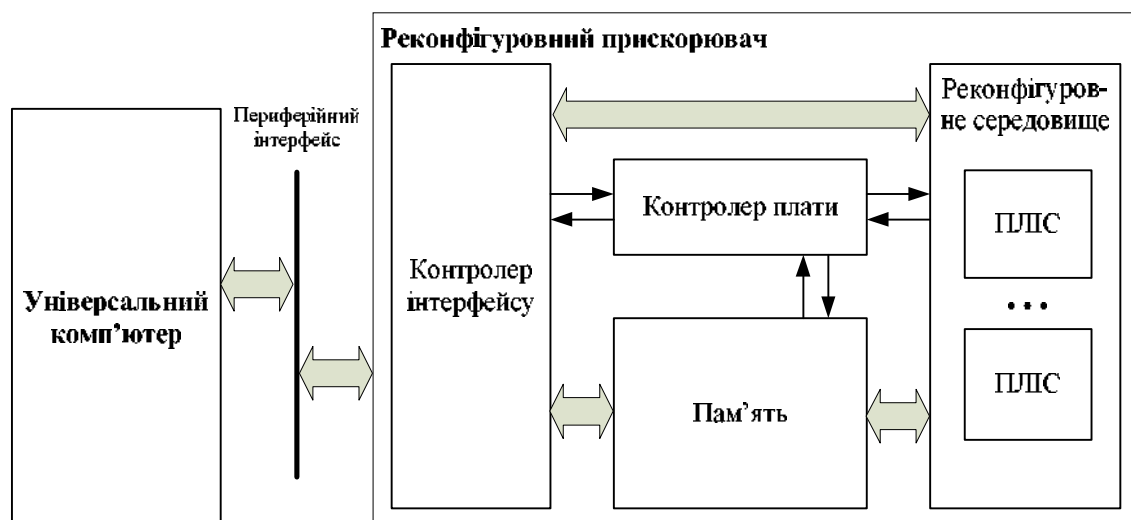 Реконфігуровний прискорювач
Периферійний
інтерфейс
Універсальний
комп’ютер
Контролер
інтерфейсу
Контролер плати
Пам’ять
Реконфігуров-
не середовище
ПЛІС
...
ПЛІС